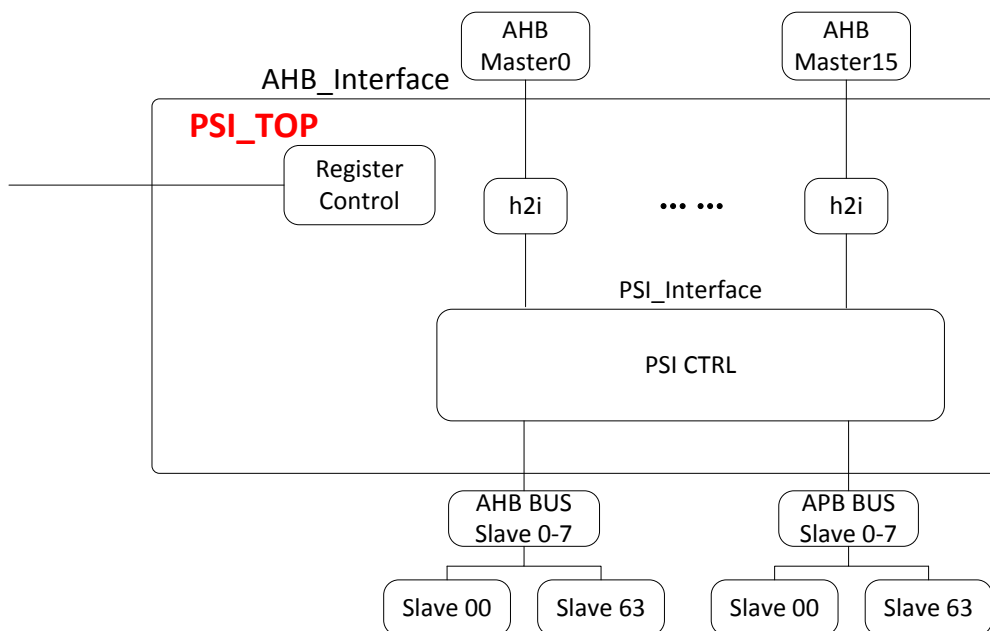 AHB
Master0
AHB
Master15
AHB_Interface
PSI_TOP
Register
Control
h2i
... ...
h2i
PSI_Interface
PSI CTRL
AHB BUS
Slave 0-7
APB BUS
Slave 0-7
Slave 00
Slave 63
Slave 00
Slave 63